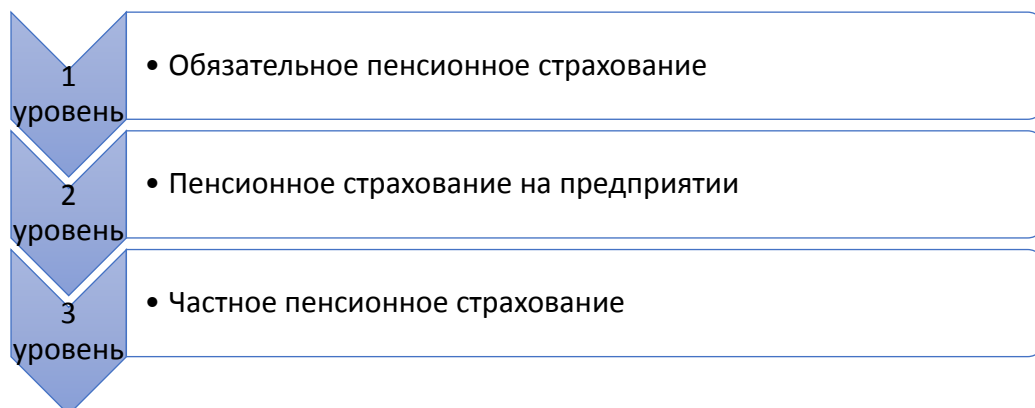 1
уровень
• Обязательное пенсионное страхование
2
уровень
• Пенсионное страхование на предприятии
3
уровень
• Частное пенсионное страхование